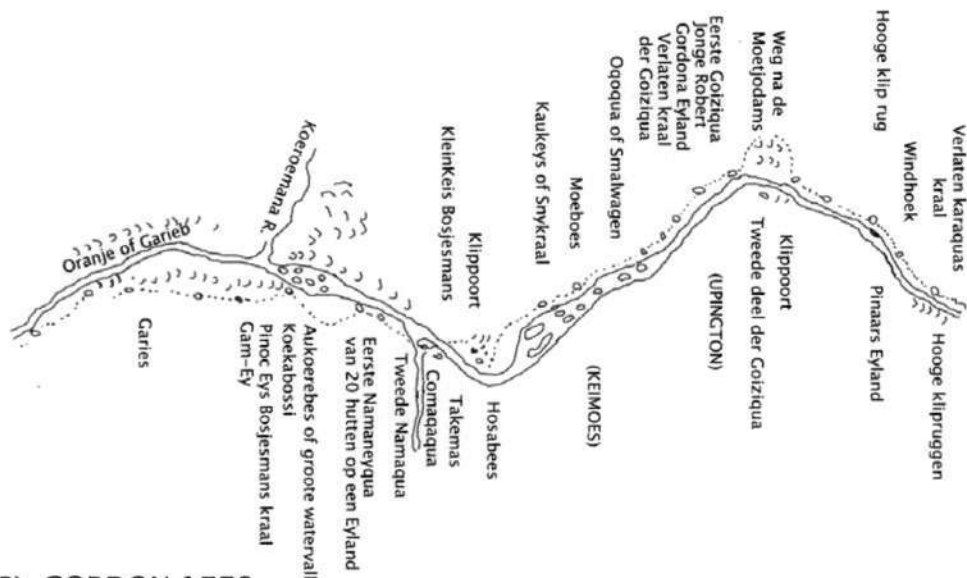 Verlaten karaquas
kraal
Windhoek
Hooge klip rug
Weg na de
Moetjodams
Eerste Goiziqua
Jonge Robert
Gordona Eyland
Verlaten kraal
der Goiziqua
Oqoqua of Smalwagen
Moeboes
Kaukeys of Snykraal
Klippoort
KleinKeis Bosjesmans
Koeroemana R.
Oranje of Garieb
Hooge klipruggen
Pinaars Eyland
Klippoort
Tweede deel der Goiziqua
(UPINGTON)
(KEIMOES)
Hosabees
Takemas
Comaqaqua
Tweede Namaqua
Eerste Namaneyqua
van 20 hutten op een Eyland
Aukoerebes of groote watervall
Koekabossi
Pinoc Eys Bosjesmans kraal
Gam-Ey
Garies